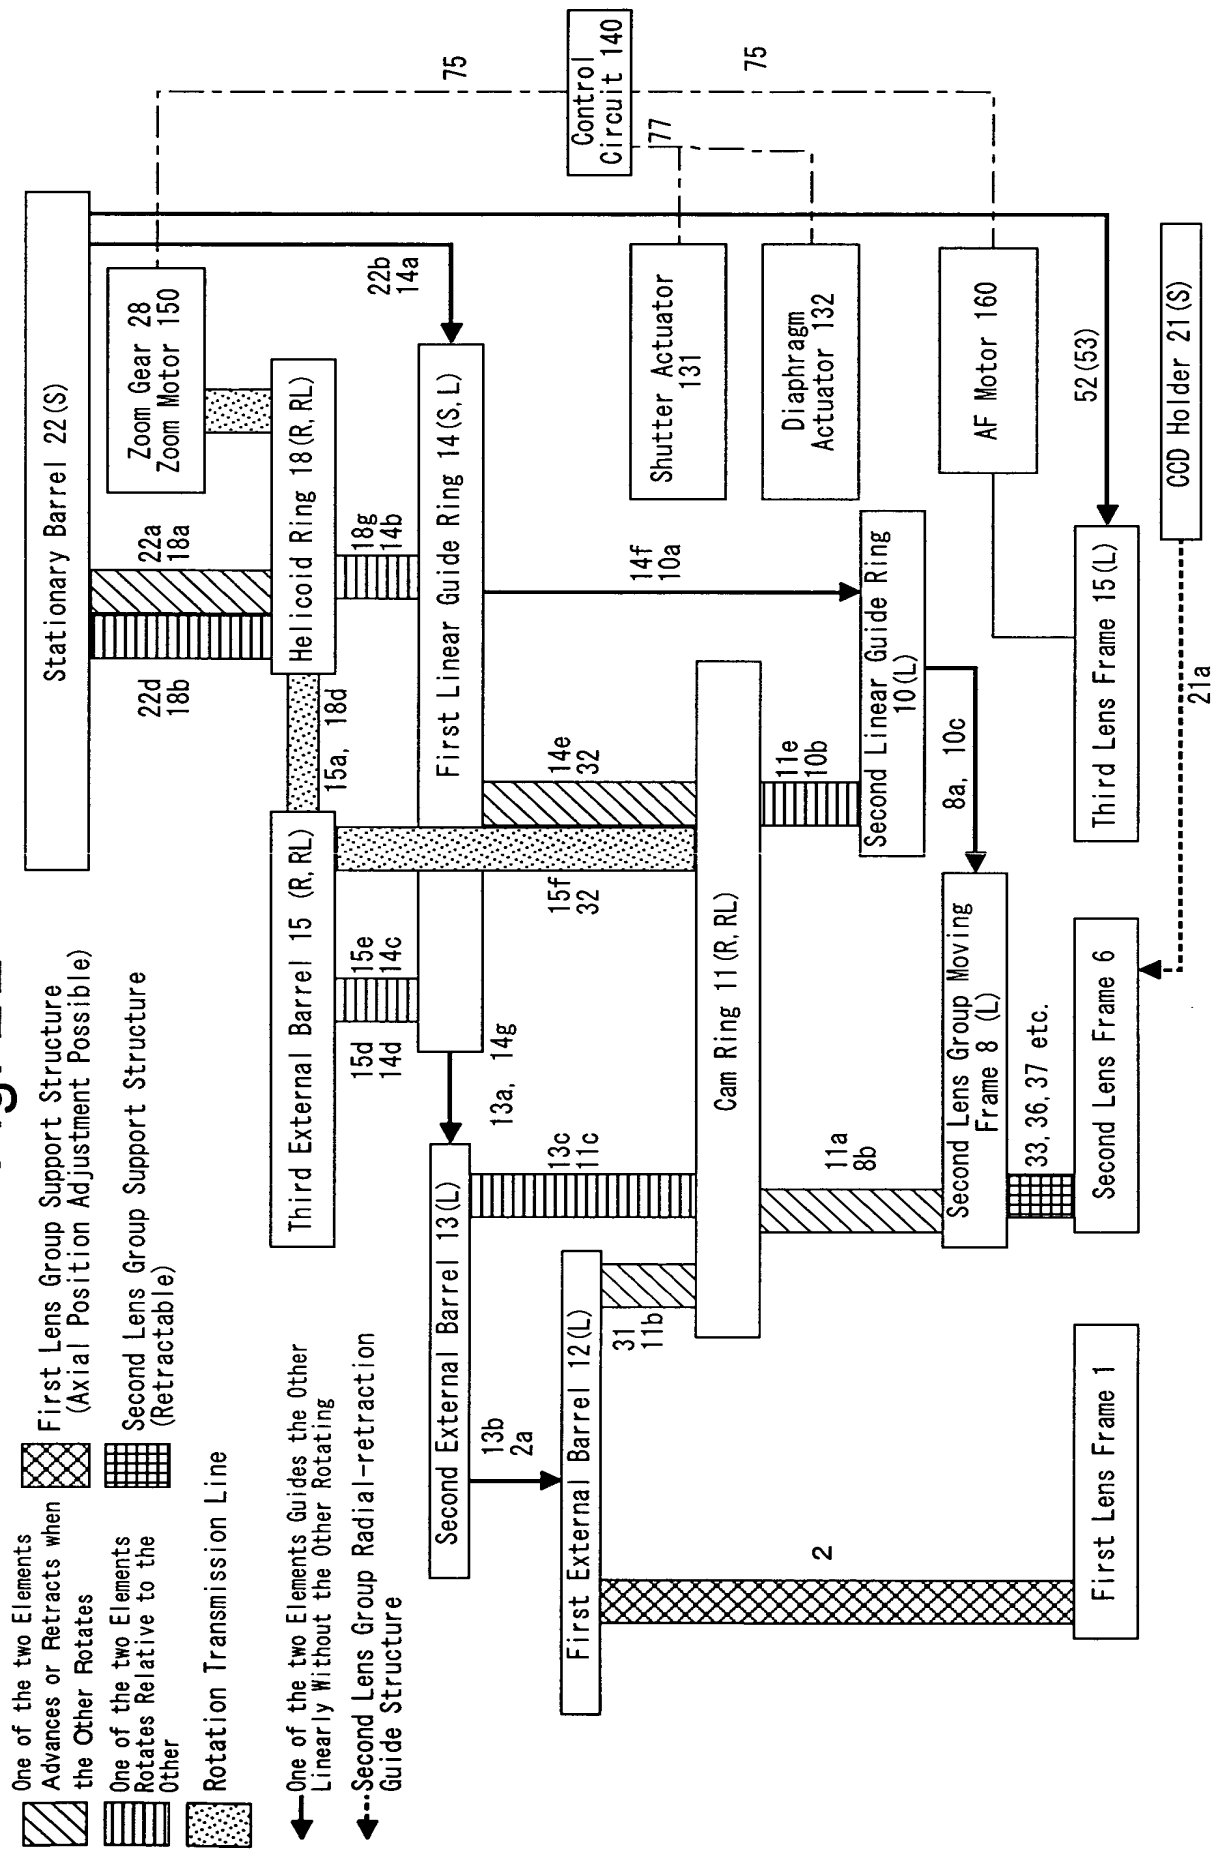 One of the two Elements
Advances or Retracts when
the Other Rotates
One of the two Elements
Rotates Relative to the
Other
Rotation Transmission Line
First Lens Group Support Structure
(Axial Position Adjustment Possible)
Second Lens Group Support Structure
(Retractable)
One of the two Elements Guides the Other
Linearly Without the Other Rotating
Second Lens Group Radial-retraction
Guide Structure
Stationary Barrel 22(S)
22d
18b
22a
18a
Zoom Gear 28
Zoom Motor 150
75
Control
Circuit 140
75
77
Third External Barrel 15 (R, RL)
15a, 18d
Helicoid Ring 18(R, RL)
22b
14a
15d
14d
15e
14c
18g
14b
First Linear Guide Ring 14(S, L)
13a, 14g
Second External Barrel 13(L)
13b
2a
13c
11c
15f
32
14e
32
14f
10a
Shutter Actuator
131
Diaphragm
Actuator 132
First External Barrel 12(L)
31
11b
Cam Ring 11(R, RL)
11a
8b
11e
10b
Second Linear Guide Ring
10(L)
8a, 10c
AF Motor 160
Second Lens Group Moving
Frame 8 (L)
33, 36, 37 etc.
52(53)
2
First Lens Frame 1
Second Lens Frame 6
Third Lens Frame 15(L)
CCD Holder 21(S)
21a